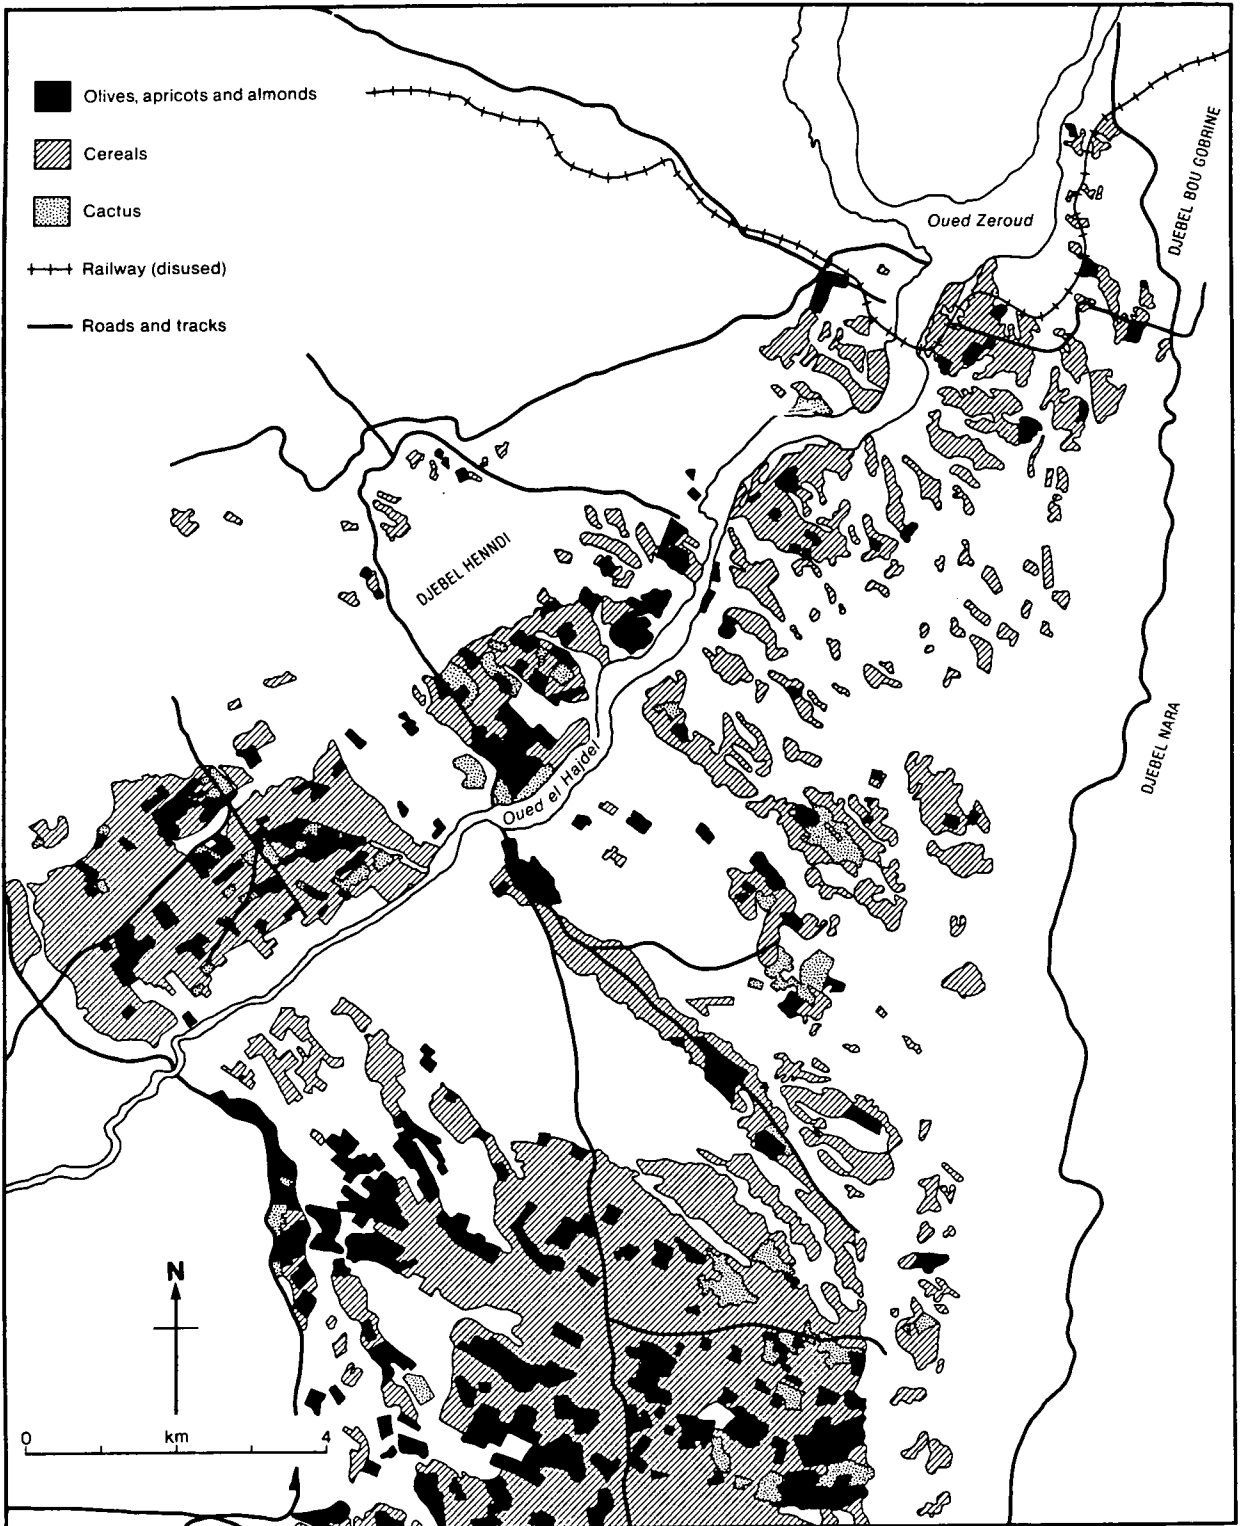 Olives, apricots and almonds
Cereals
Cactus
Railway (disused)
Roads and tracks
Oued Zeroud
DJEBEL BOU GOBRINE
DJEBEL HENNDI
DJEBEL NARA
Oued el Hajdel
N
0 km 4